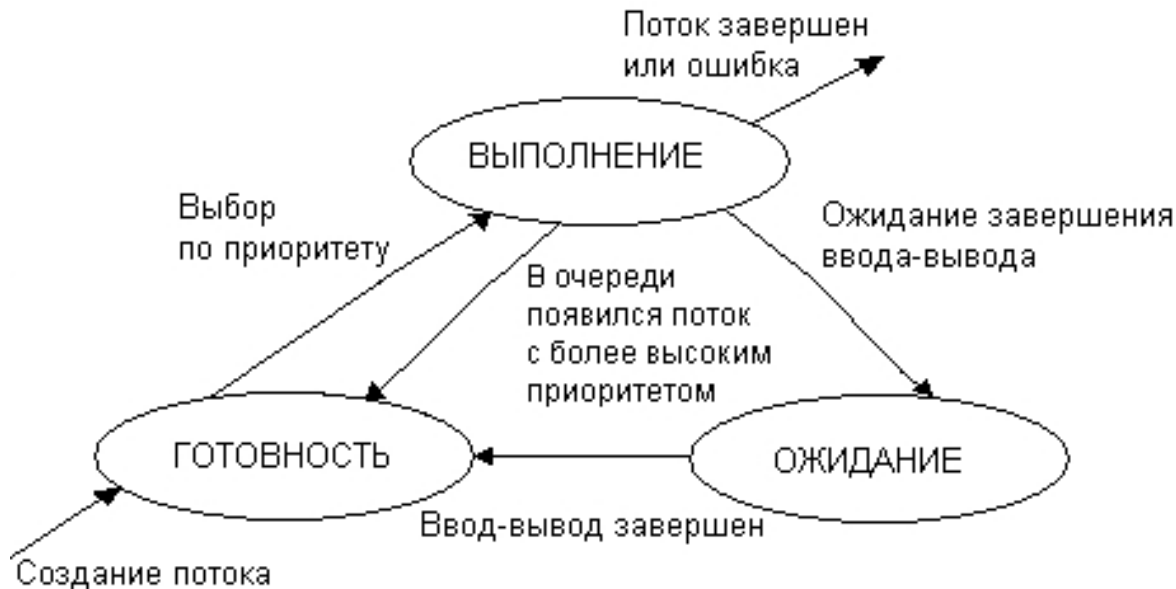 Поток завершен
или ошибка
ВЫПОЛНЕНИЕ
Выбор
по приоритету
Ожидание завершения
ввода-вывода
В очереди
появился поток
с более высоким
приоритетом
ГОТОВНОСТЬ
ОЖИДАНИЕ
Ввод-вывод завершен
Создание потока